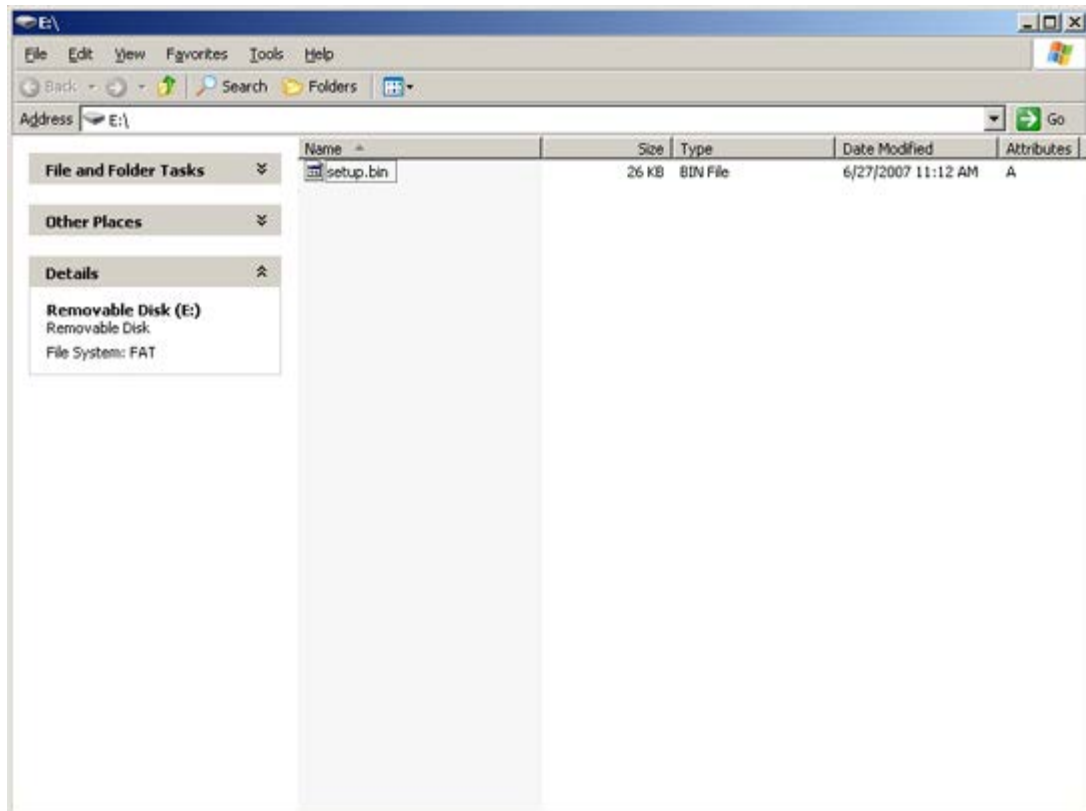 E:\
File Edit View Favorites Tools Help
Back Search Folders
Address E:\ Go
Name Size Type Date Modified Attributes
setup.bin 26 KB BIN File 6/27/2007 11:12 AM A
File and Folder Tasks
Other Places
Details
Removable Disk (E:)
Removable Disk
File System: FAT